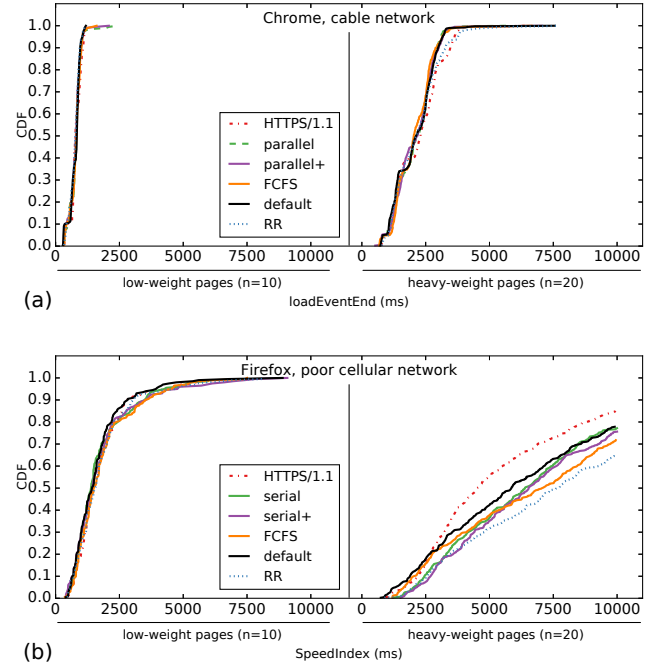 Chrome, cable network
CDF
1.0
0.9
0.8
0.7
0.6
0.5
0.4
0.3
0.2
0.1
0.0
HTTPS/1.1
parallel
parallel+
FCFS
default
RR
0 2500 5000 7500 10000 0 2500 5000 7500 10000
low-weight pages (n=10) heavy-weight pages (n=20)
(a) loadEventEnd (ms)
Firefox, poor cellular network
CDF
1.0
0.9
0.8
0.7
0.6
0.5
0.4
0.3
0.2
0.1
0.0
HTTPS/1.1
serial
serial+
FCFS
default
RR
0 2500 5000 7500 10000 0 2500 5000 7500 10000
low-weight pages (n=10) heavy-weight pages (n=20)
(b) SpeedIndex (ms)